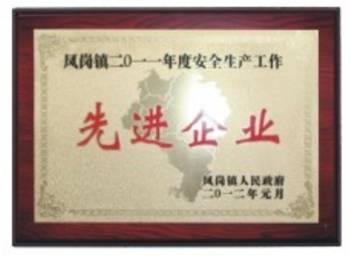 凤岗镇二〇一一年度安全生产工作
先进企业
凤岗镇人民政府
二〇一二年元月